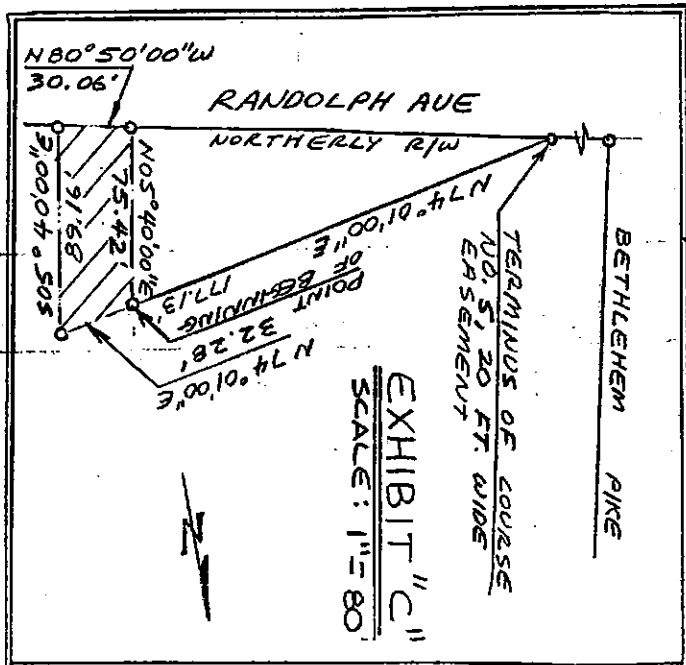 N80°50'00"W
30.06'
RANDOLPH AVE
NORTHERLY R/W
S05°40'00"W
89.16'
N05°40'00"E
75.42'
N74°01'00"E
177.13'
POINT
OF BEGINNING
32.28'
N74°01'00"E
TERMINUS OF COURSE
NO. 5, 20 FT. WIDE
EASEMENT
BETHLEHEM PIKE
EXHIBIT "C"
SCALE: 1"=80'
N